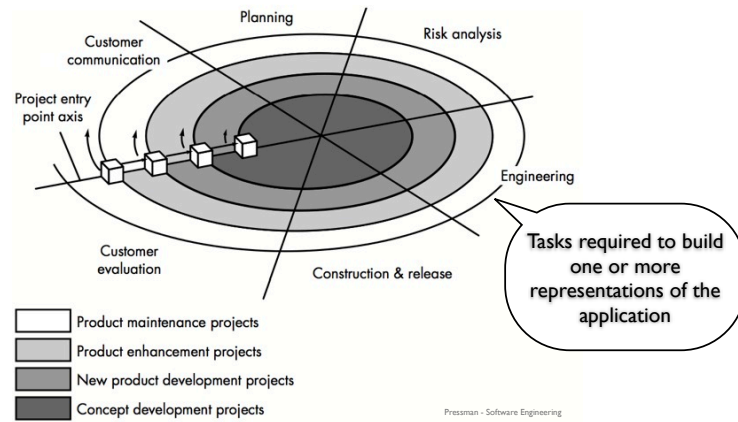 Planning
Risk analysis
Customer
communication
Project entry
point axis
Engineering
Tasks required to build
one or more
representations of the
application
Customer
evaluation
Construction & release
Product maintenance projects
Product enhancement projects
New product development projects
Concept development projects
Pressman - Software Engineering